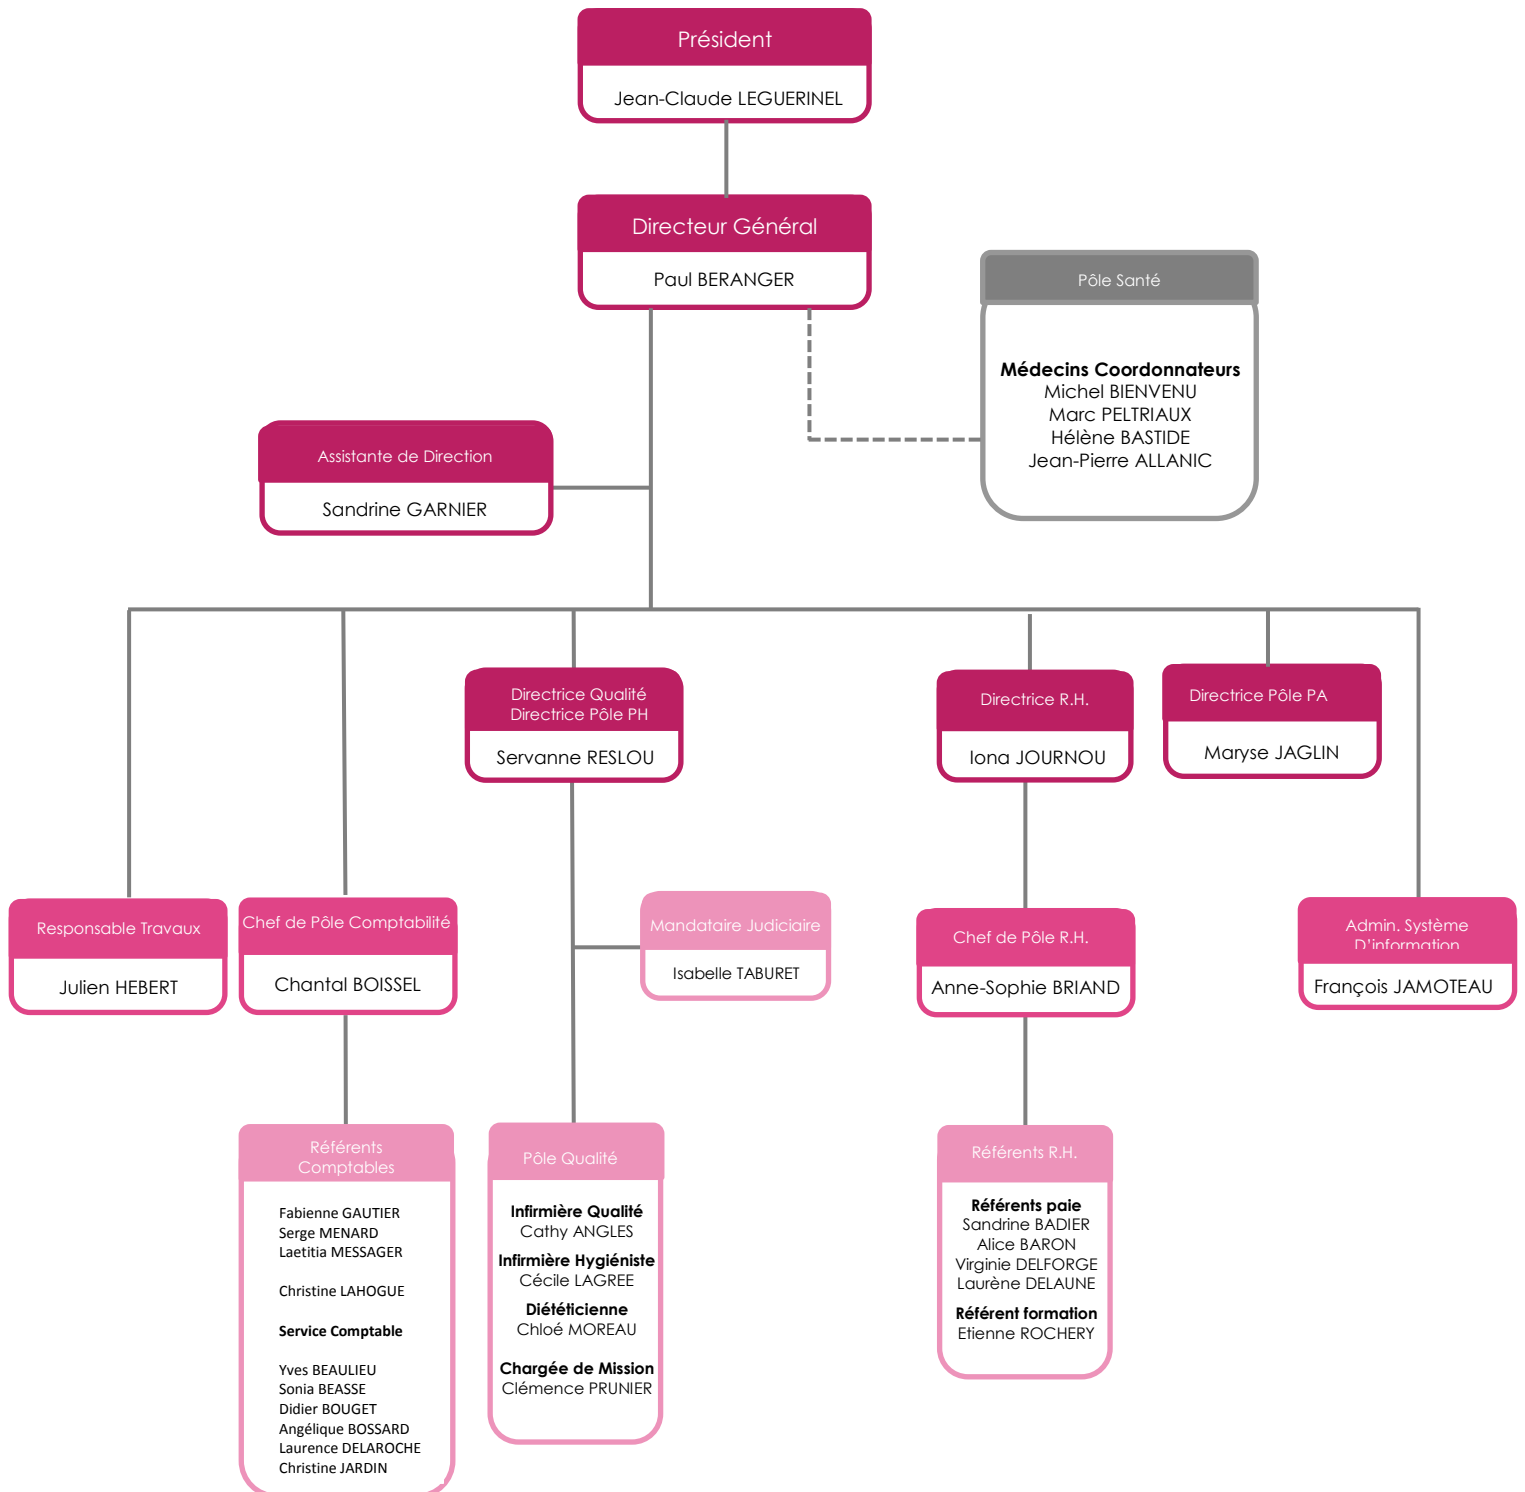 Président
Jean-Claude LEGUERINEL
Directeur Général
Paul BERANGER
Pôle Santé
Médecins Coordonnateurs
Michel BIENVENU
Marc PELTRIAUX
Hélène BASTIDE
Jean-Pierre ALLANIC
Assistante de Direction
Sandrine GARNIER
Directrice Qualité
Directrice Pôle PH
Servanne RESLOU
Directrice R.H.
Iona JOURNOU
Directrice Pôle PA
Maryse JAGLIN
Responsable Travaux
Julien HEBERT
Chef de Pôle Comptabilité
Chantal BOISSEL
Mandataire Judiciaire
Isabelle TABURET
Chef de Pôle R.H.
Anne-Sophie BRIAND
Admin. Système
D'information
François JAMOTEAU
Référents
Comptables
Fabienne GAUTIER
Serge MENARD
Laetitia MESSAGER
Christine LAHOGUE
Service Comptable
Yves BEAULIEU
Sonia BEASSE
Didier BOUGET
Angélique BOSSARD
Laurence DELAROCHE
Christine JARDIN
Pôle Qualité
Infirmière Qualité
Cathy ANGLES
Infirmière Hygiéniste
Cécile LAGREE
Diététicienne
Chloé MOREAU
Chargée de Mission
Clémence PRUNIER
Référents R.H.
Référents paie
Sandrine BADIER
Alice BARON
Virginie DELFORGE
Laurène DELAUNE
Référent formation
Etienne ROCHERY